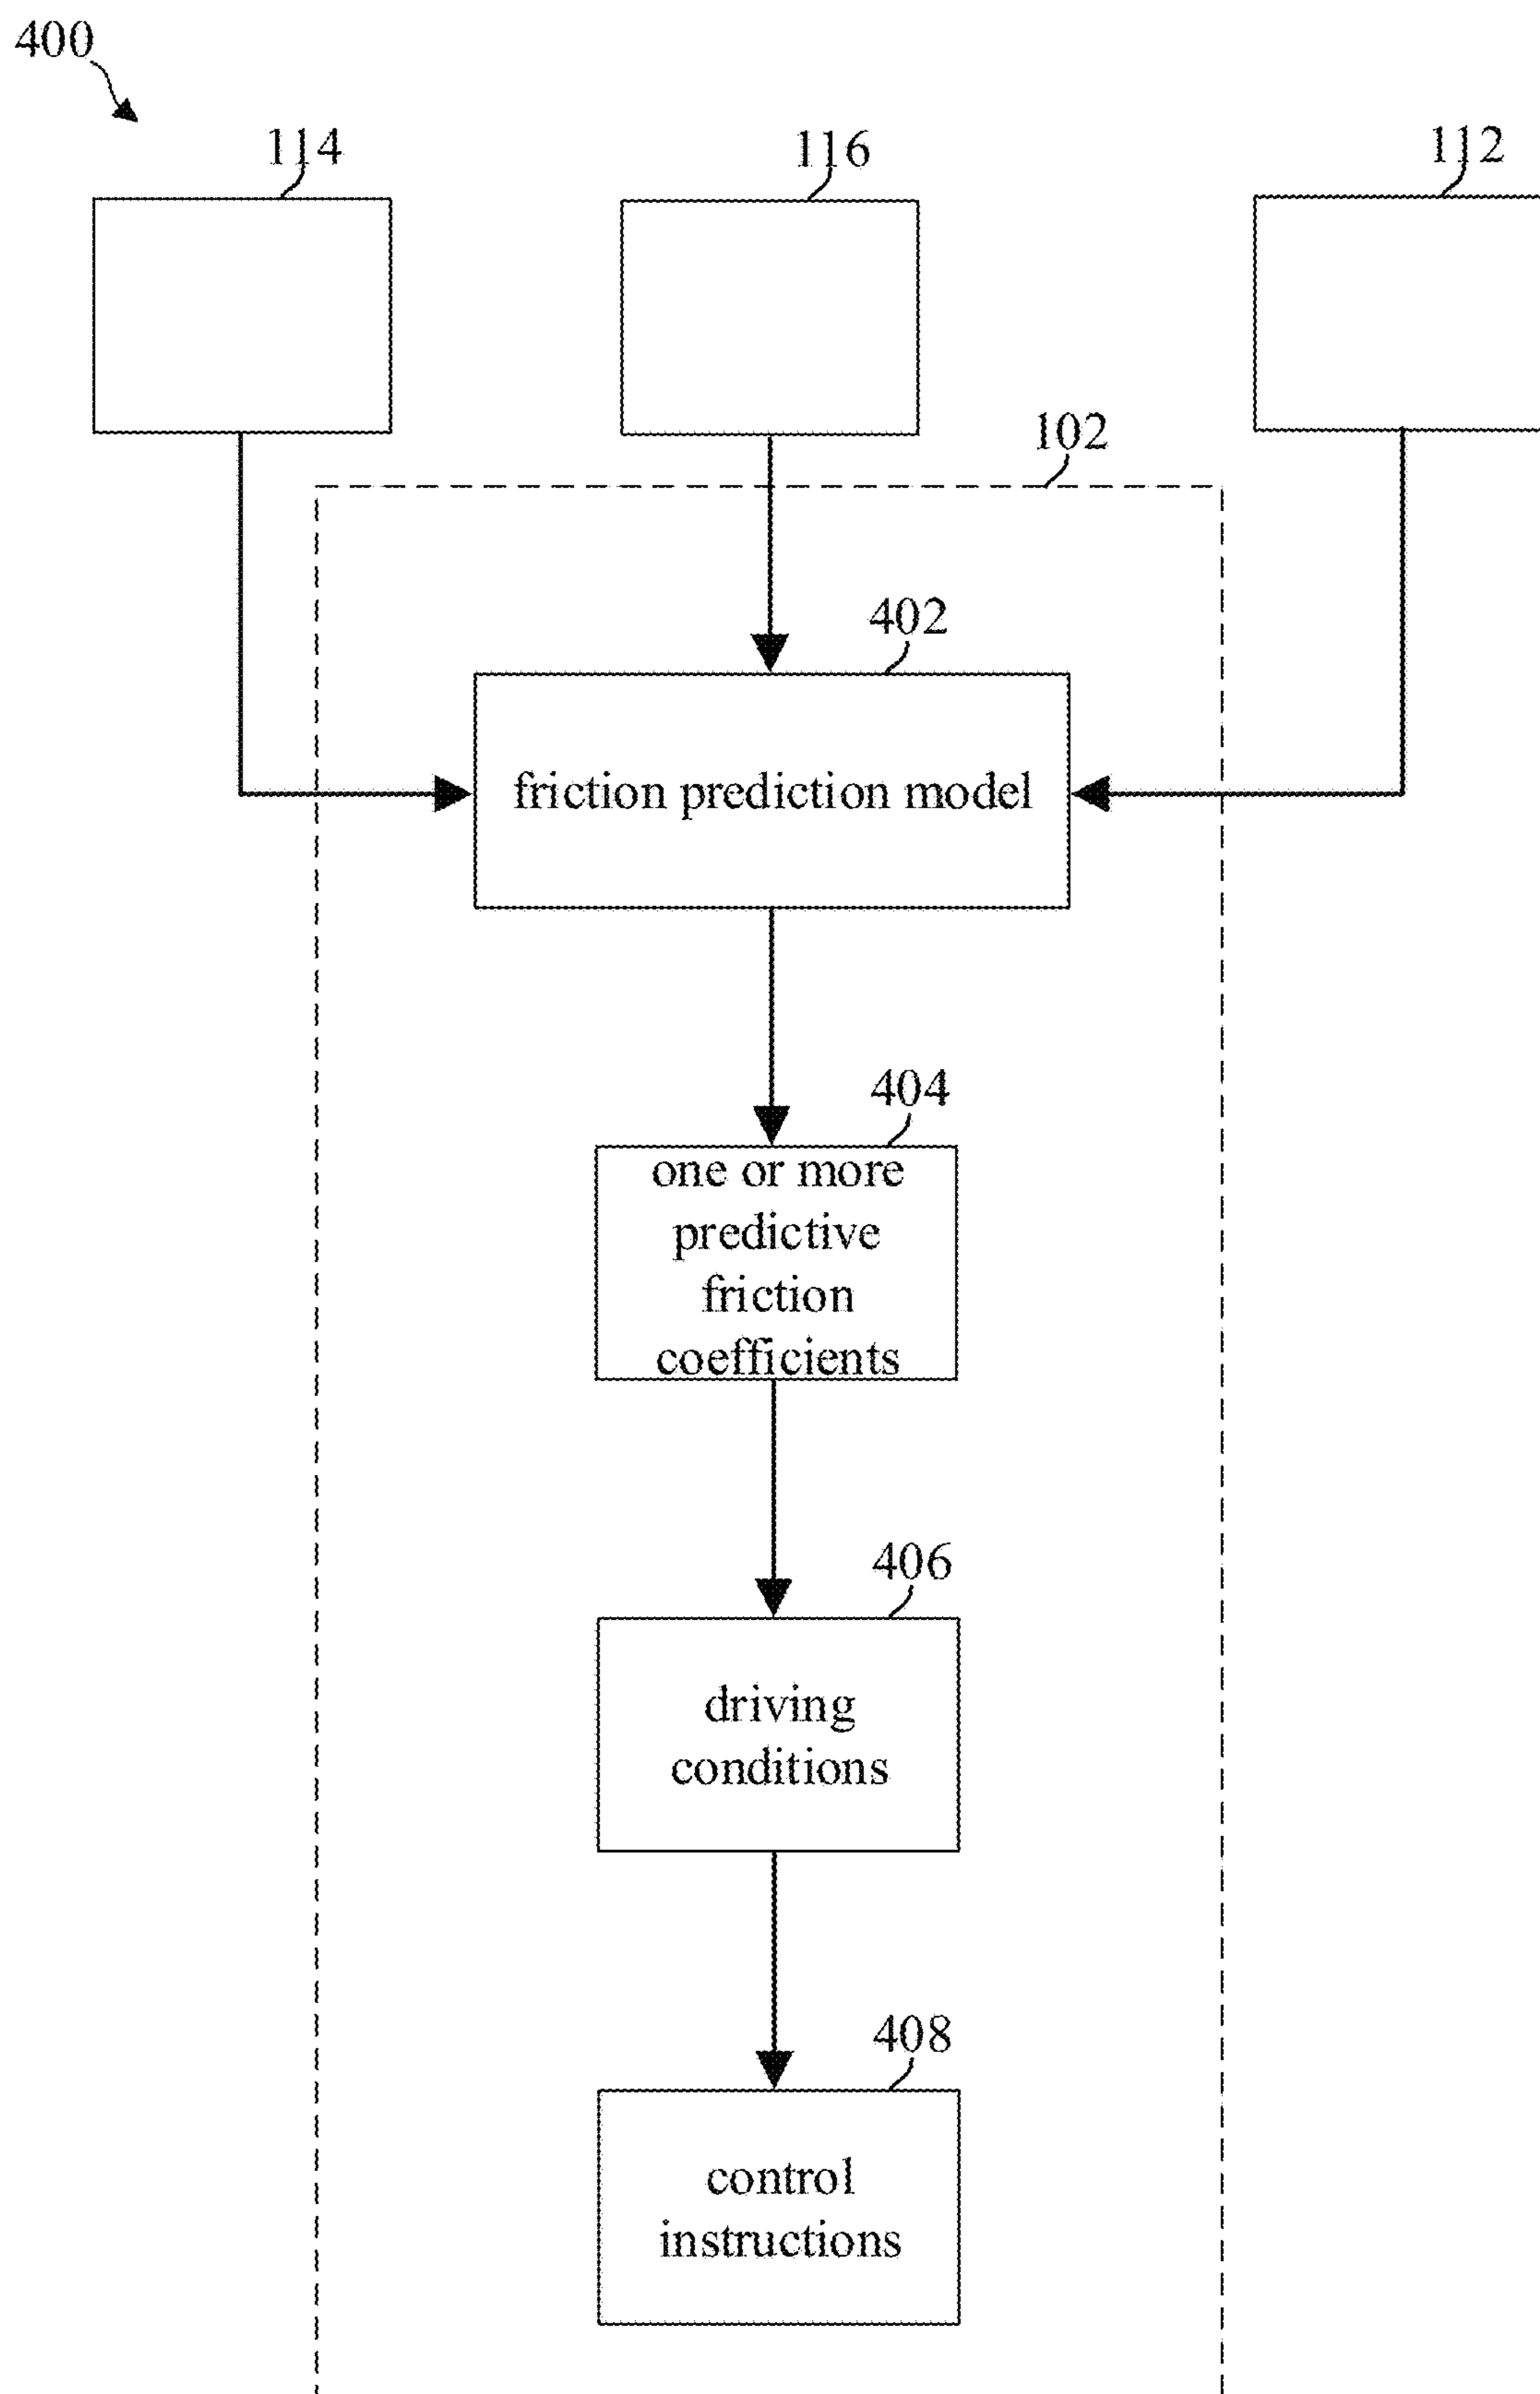 400
114
116
112
102
402
friction prediction model
404
one or more
predictive
friction
coefficients
406
driving
conditions
408
control
instructions